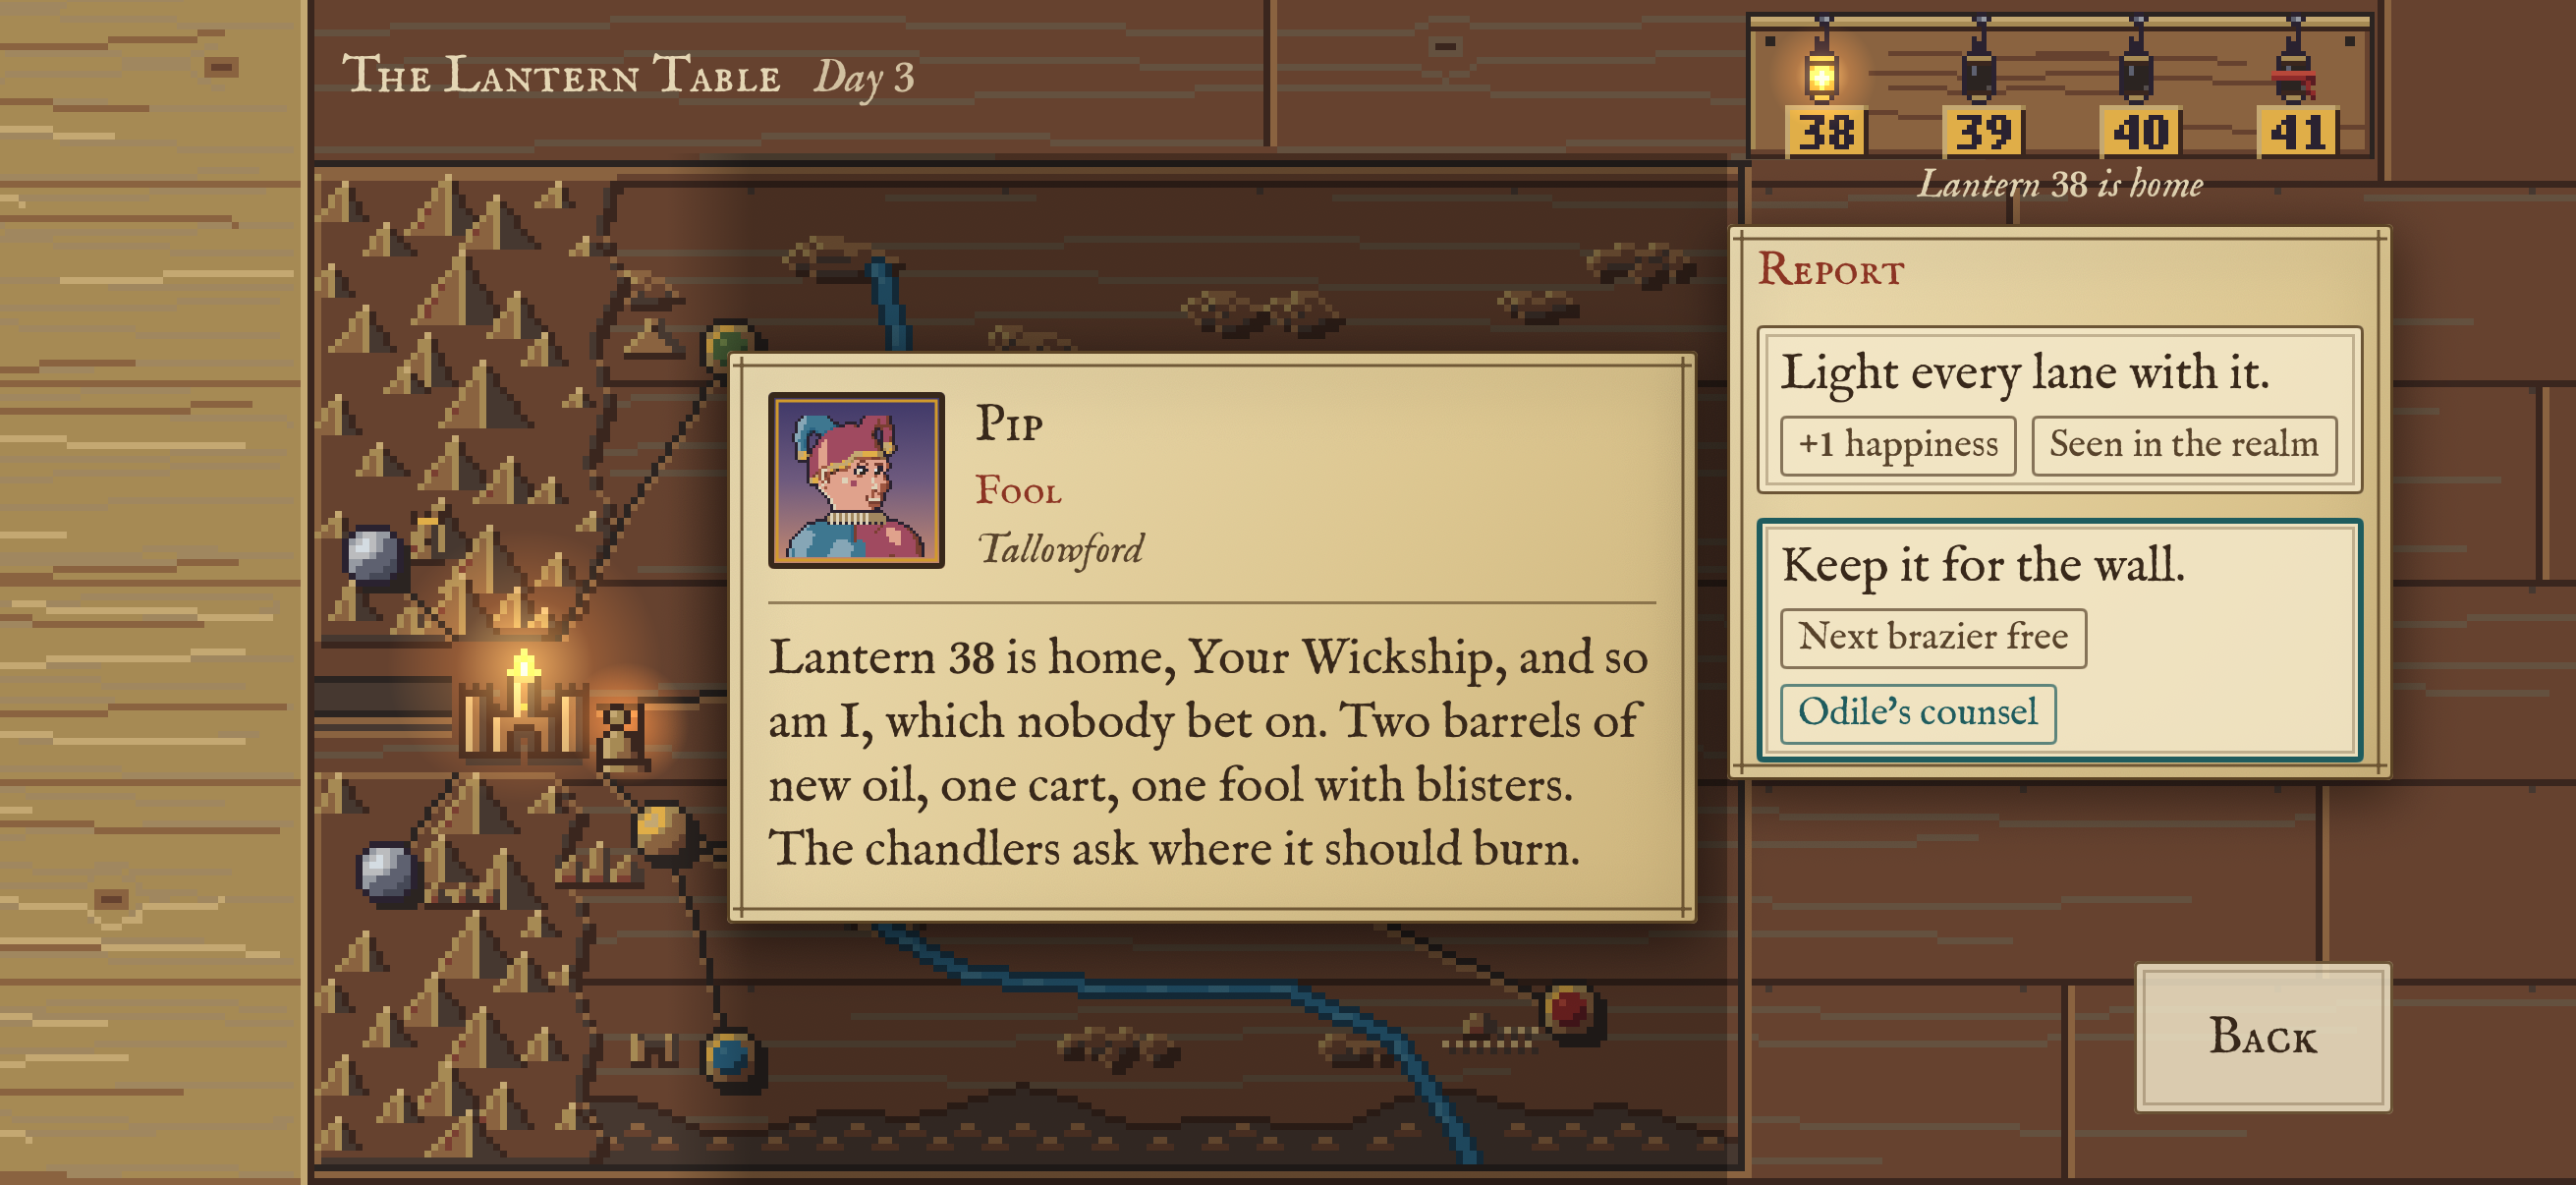 The Lantern Table Day 3
38 39 40 41
Lantern 38 is home
Report
Light every lane with it.
+1 happiness Seen in the realm
Keep it for the wall.
Next brazier free
Odile's counsel
Pip
Fool
Tallowford
Lantern 38 is home, Your Wickship, and so
am I, which nobody bet on. Two barrels of
new oil, one cart, one fool with blisters.
The chandlers ask where it should burn.
Back